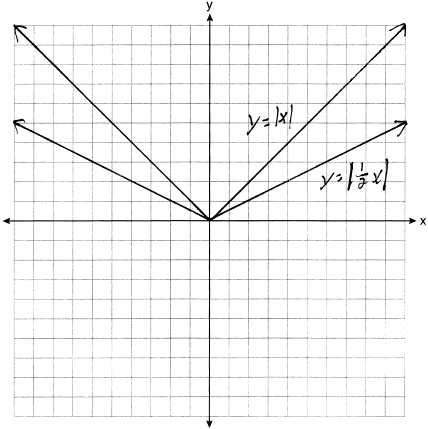 y
y = |x|
y = |½x|
x